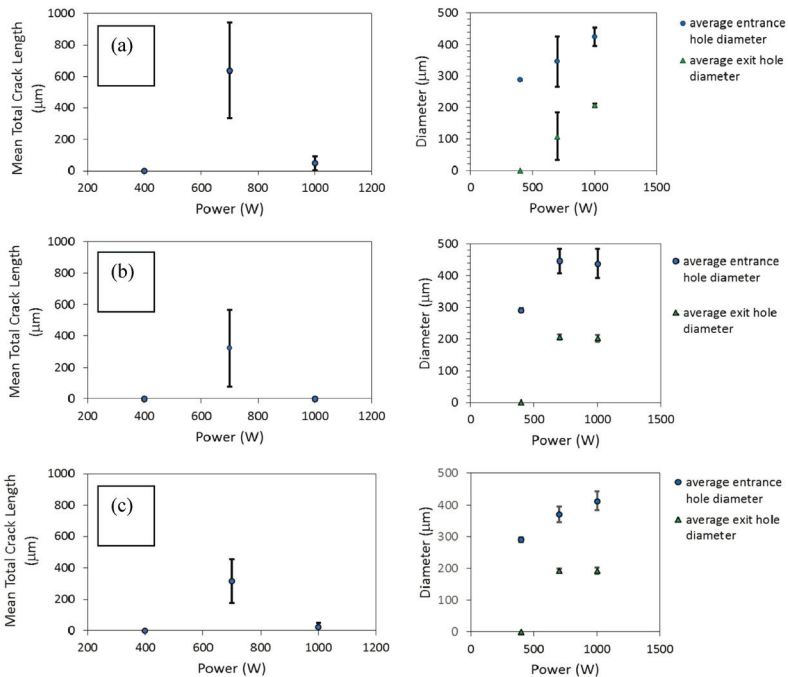 1000
800
600
400
200
0
Mean Total Crack Length
(μm)
(a)
200 400 600 800 1000 1200
Power (W)
500
400
300
200
100
0
Diameter (μm)
0 500 1000 1500
Power (W)
average entrance
hole diameter
average exit hole
diameter
1000
800
600
400
200
0
Mean Total Crack Length
(μm)
(b)
200 400 600 800 1000 1200
Power (W)
500
400
300
200
100
0
Diameter (μm)
0 500 1000 1500
Power (W)
average entrance
hole diameter
average exit hole
diameter
1000
800
600
400
200
0
Mean Total Crack Length
(μm)
(c)
200 400 600 800 1000 1200
Power (W)
500
400
300
200
100
0
Diameter (μm)
0 500 1000 1500
Power (W)
average entrance
hole diameter
average exit hole
diameter